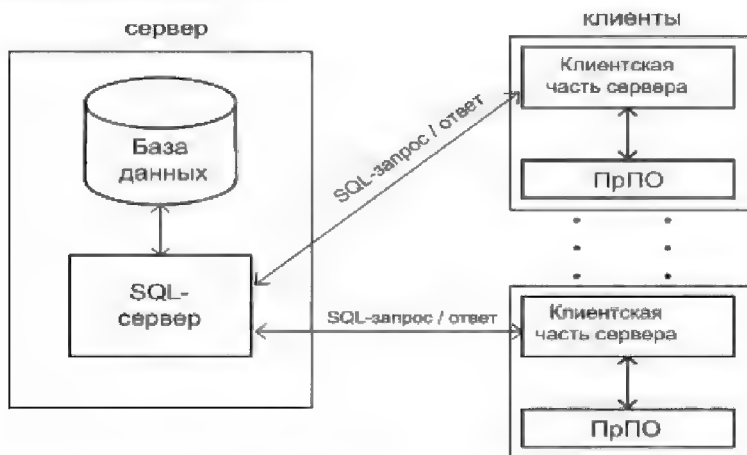 сервер
База
данных
SQL-
сервер
SQL-запрос / ответ
SQL-запрос / ответ
клиенты
Клиентская
часть сервера
ПрПО
Клиентская
часть сервера
ПрПО